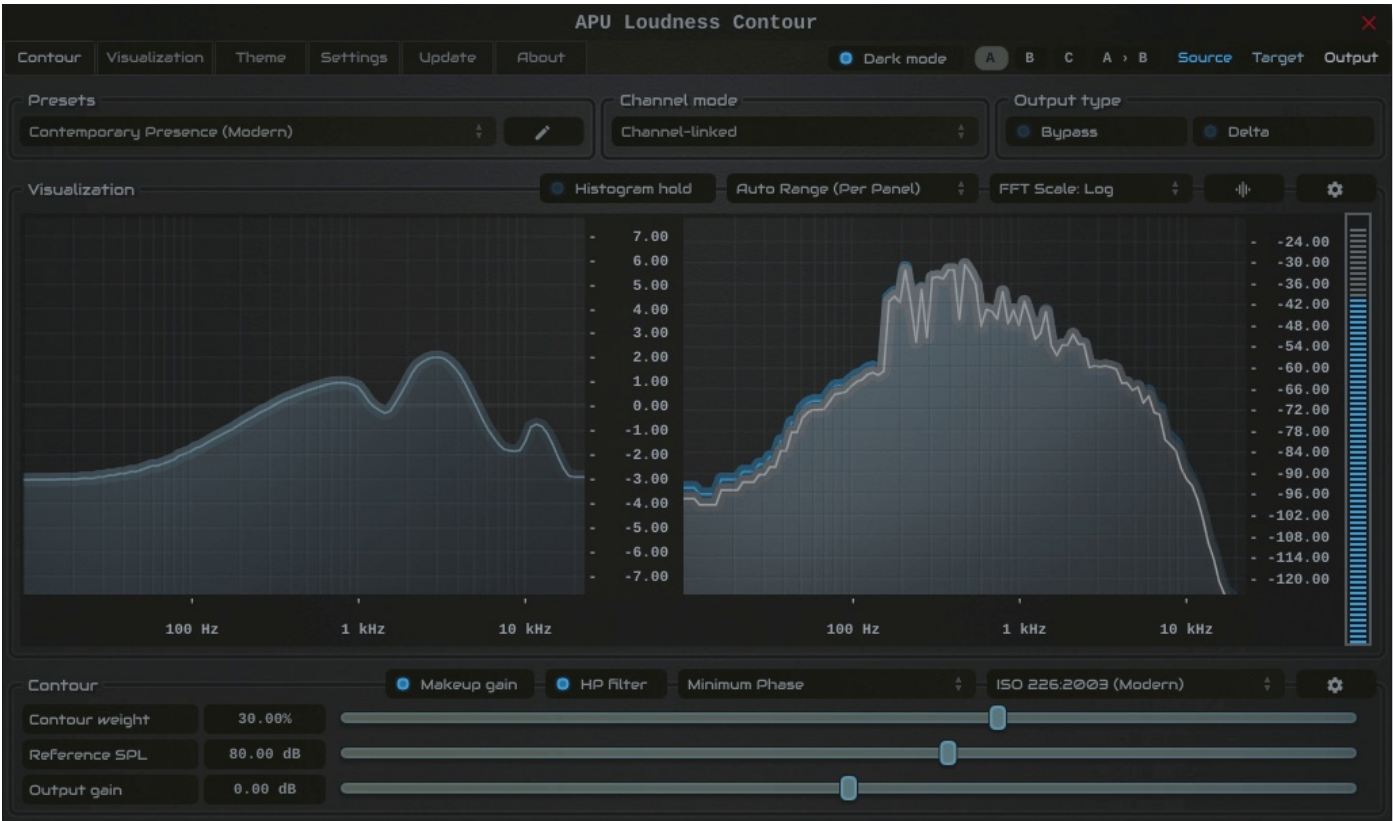 APU Loudness Contour
Contour Visualization Theme Settings Update About Dark mode A B C A › B Source Target Output
Presets Channel mode Output type
Contemporary Presence (Modern) Channel-linked Bypass Delta
Visualization Histogram hold Auto Range (Per Panel) FFT Scale: Log
- 7.00
- 6.00
- 5.00
- 4.00
- 3.00
- 2.00
- 1.00
- 0.00
- -1.00
- -2.00
- -3.00
- -4.00
- -5.00
- -6.00
- -7.00
100 Hz 1 kHz 10 kHz
- -24.00
- -30.00
- -36.00
- -42.00
- -48.00
- -54.00
- -60.00
- -66.00
- -72.00
- -78.00
- -84.00
- -90.00
- -96.00
- -102.00
- -108.00
- -114.00
- -120.00
100 Hz 1 kHz 10 kHz
Contour Makeup gain HP filter Minimum Phase ISO 226:2003 (Modern)
Contour weight 30.00%
Reference SPL 80.00 dB
Output gain 0.00 dB